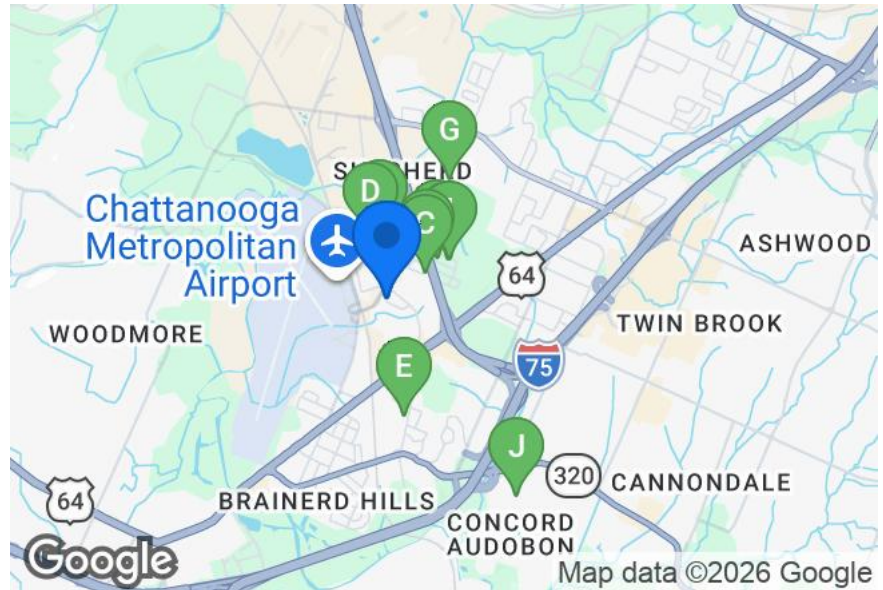 G
SHEPHERD
D
C
Chattanooga
Metropolitan
Airport
64
ASHWOOD
WOODMORE
TWIN BROOK
75
E
J
320
64
BRAINERD HILLS
CANNONDALE
CONCORD
AUDOBON
Google
Map data ©2026 Google